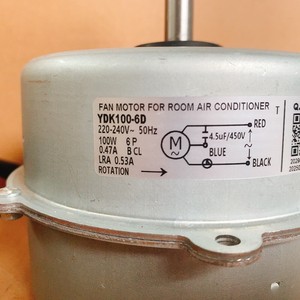 FAN MOTOR FOR ROOM AIR CONDITIONER T
YDK100-6D
220-240V~ 50Hz
100W 6 P
0.47A B CL
LRA 0.53A
ROTATION
M
~
RED
4.5uF/450V
BLUE
~
BLACK